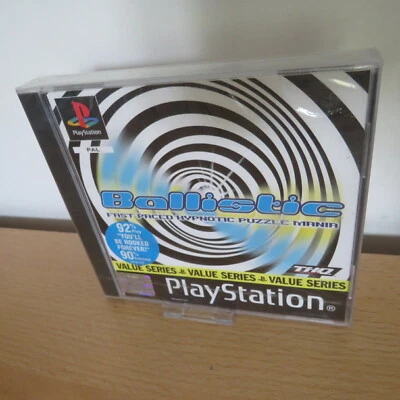 PlayStation
PAL
Ballistic
FAST PACED HYPNOTIC PUZZLE MANIA
92%
"YOU'LL
BE HOOKED
FOREVER!"
90%
THQ
VALUE SERIES & VALUE SERIES & VALUE SERIES
PlayStation ®